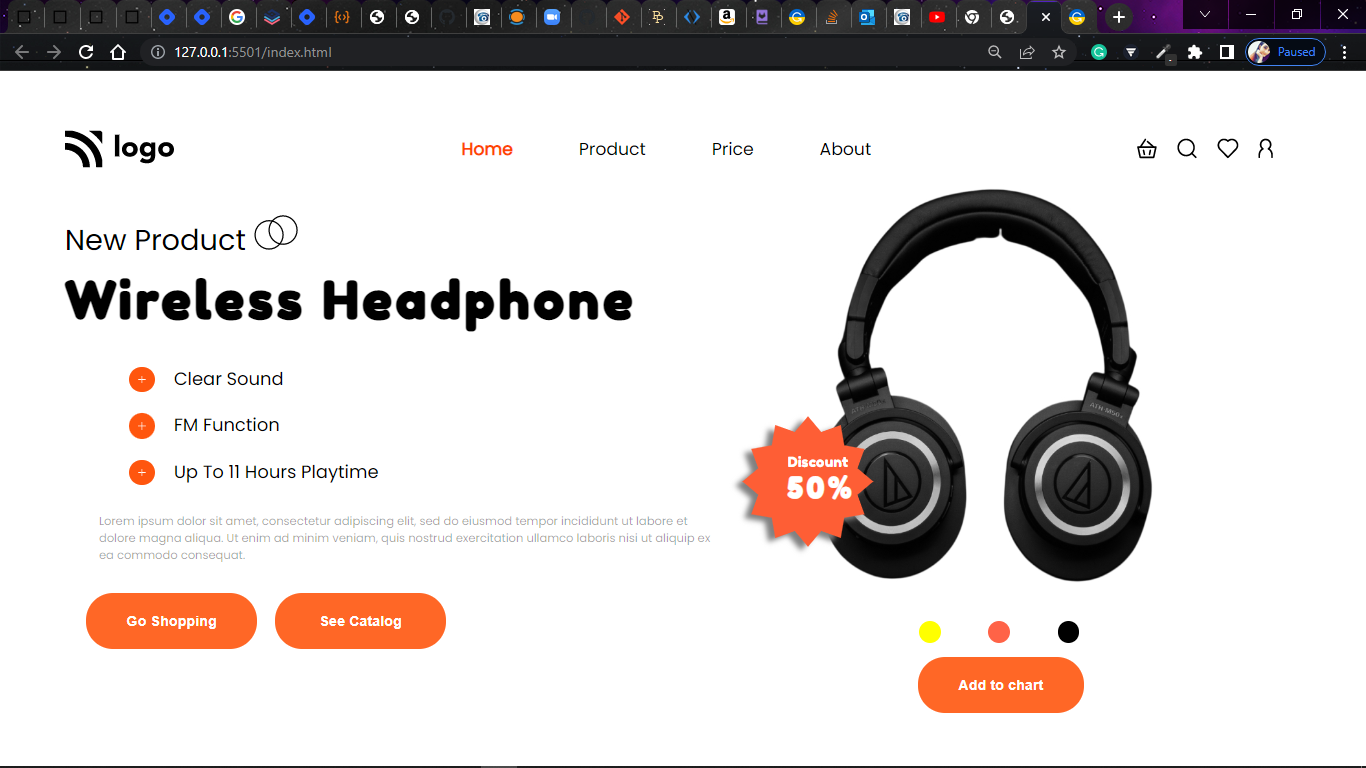 127.0.0.1:5501/index.html
Paused
logo
Home Product Price About
New Product
Wireless Headphone
+ Clear Sound
+ FM Function
+ Up To 11 Hours Playtime
Lorem ipsum dolor sit amet, consectetur adipiscing elit, sed do eiusmod tempor incididunt ut labore et
dolore magna aliqua. Ut enim ad minim veniam, quis nostrud exercitation ullamco laboris nisi ut aliquip ex
ea commodo consequat.
Go Shopping See Catalog
ATH-M50x
Discount
50%
Add to chart